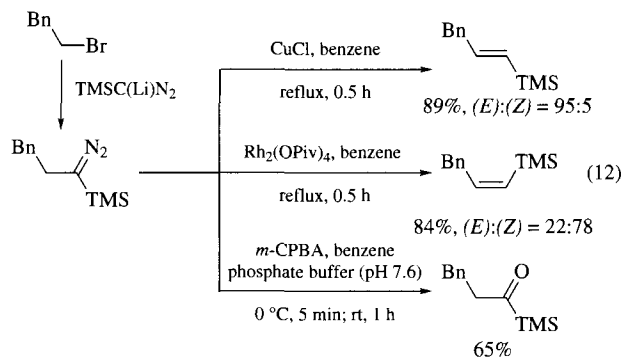 Bn
Br
TMSC(Li)N2
Bn
N2
TMS
CuCl, benzene
reflux, 0.5 h
Bn
TMS
89%, (E):(Z) = 95:5
Rh2(OPiv)4, benzene
reflux, 0.5 h
Bn
TMS
(12)
84%, (E):(Z) = 22:78
m-CPBA, benzene
phosphate buffer (pH 7.6)
0 °C, 5 min; rt, 1 h
Bn
O
TMS
65%